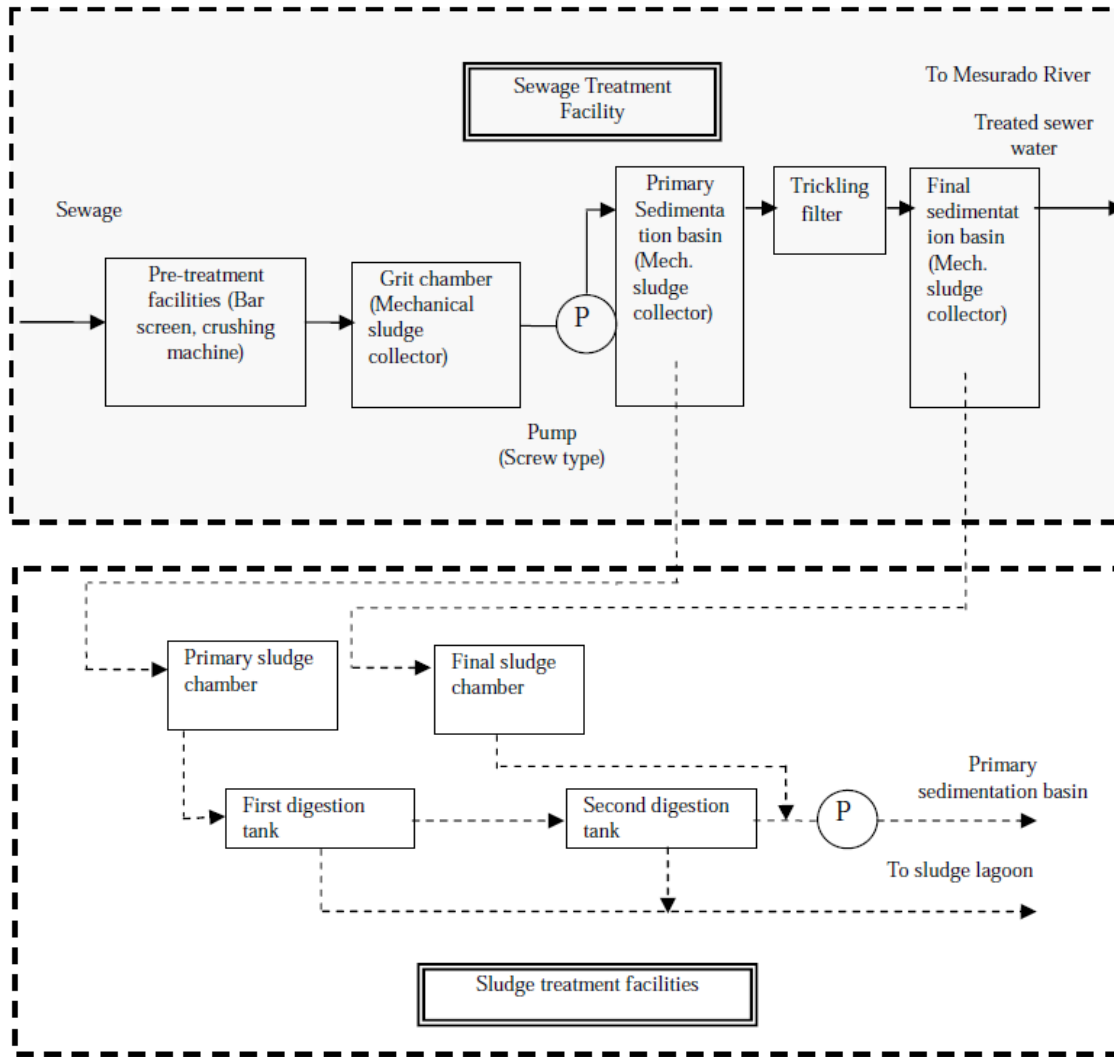 Sewage Treatment
Facility
To Mesurado River
Treated sewer
water
Sewage
Pre-treatment
facilities (Bar
screen, crushing
machine)
Grit chamber
(Mechanical
sludge
collector)
P
Pump
(Screw type)
Primary
Sedimenta
tion basin
(Mech.
sludge
collector)
Trickling
filter
Final
sedimentat
ion basin
(Mech.
sludge
collector)
Primary sludge
chamber
Final sludge
chamber
First digestion
tank
Second digestion
tank
P
Primary
sedimentation basin
To sludge lagoon
Sludge treatment facilities